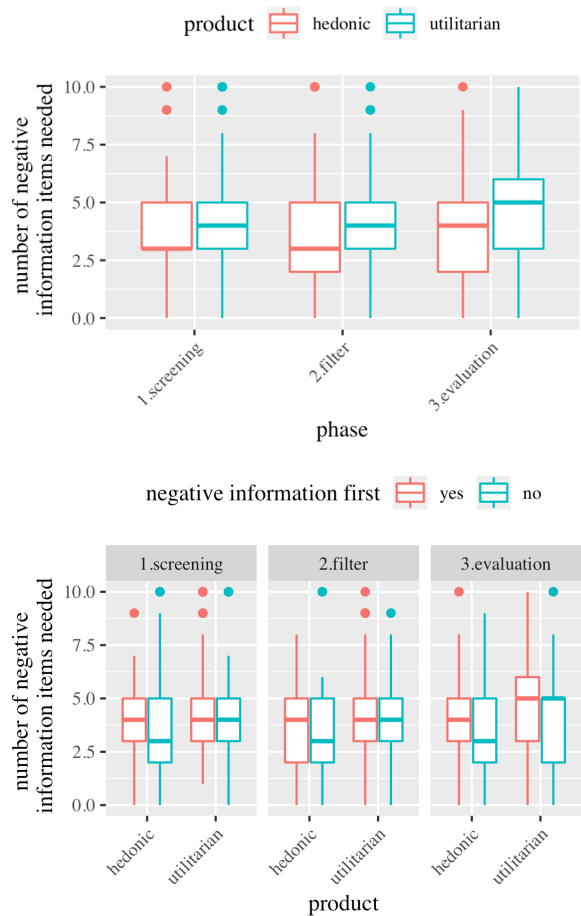 product hedonic utilitarian
number of negative
information items needed
10.0
7.5
5.0
2.5
0.0
1.screening 2.filter 3.evaluation
phase
negative information first yes no
1.screening 2.filter 3.evaluation
number of negative
information items needed
10.0
7.5
5.0
2.5
0.0
hedonic utilitarian hedonic utilitarian hedonic utilitarian
product